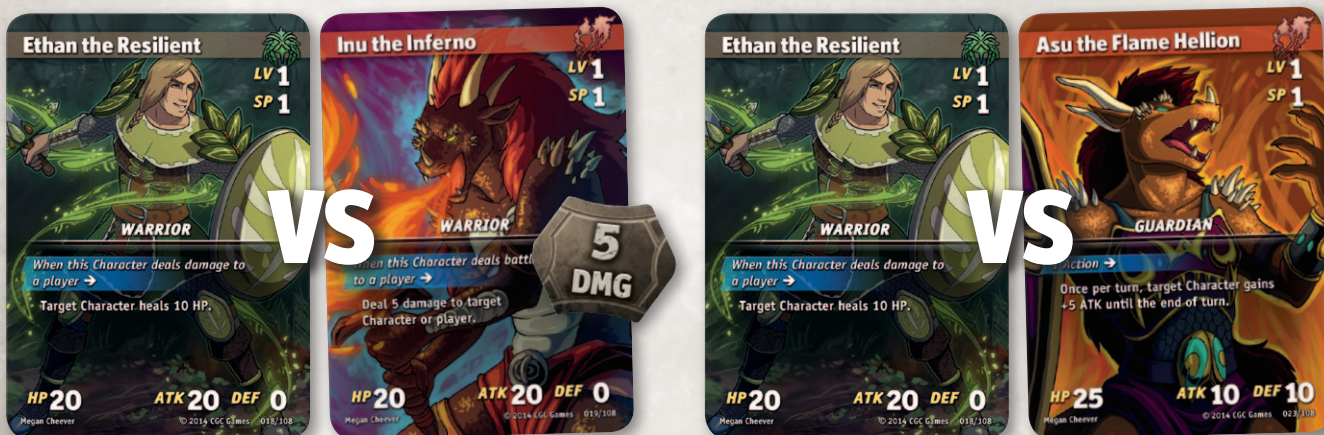 Ethan the Resilient
LV 1
SP 1
WARRIOR
When this Character deals damage to
a player →
Target Character heals 10 HP.
HP 20 ATK 20 DEF 0
Megan Cheever © 2014 CGC Games 018/108
VS
Inu the Inferno
LV 1
SP 1
WARRIOR
When this Character deals batt
to a player →
Deal 5 damage to target
Character or player.
HP 20 ATK 20 DEF 0
Megan Cheever © 2014 CGC Games 019/108
5
DMG
Ethan the Resilient
LV 1
SP 1
WARRIOR
When this Character deals damage to
a player →
Target Character heals 10 HP.
HP 20 ATK 20 DEF 0
Megan Cheever © 2014 CGC Games 018/108
VS
Asu the Flame Hellion
LV 1
SP 1
GUARDIAN
Action →
Once per turn, target Character gains
+5 ATK until the end of turn.
HP 25 ATK 10 DEF 10
Megan Cheever © 2014 CGC Games 023/108